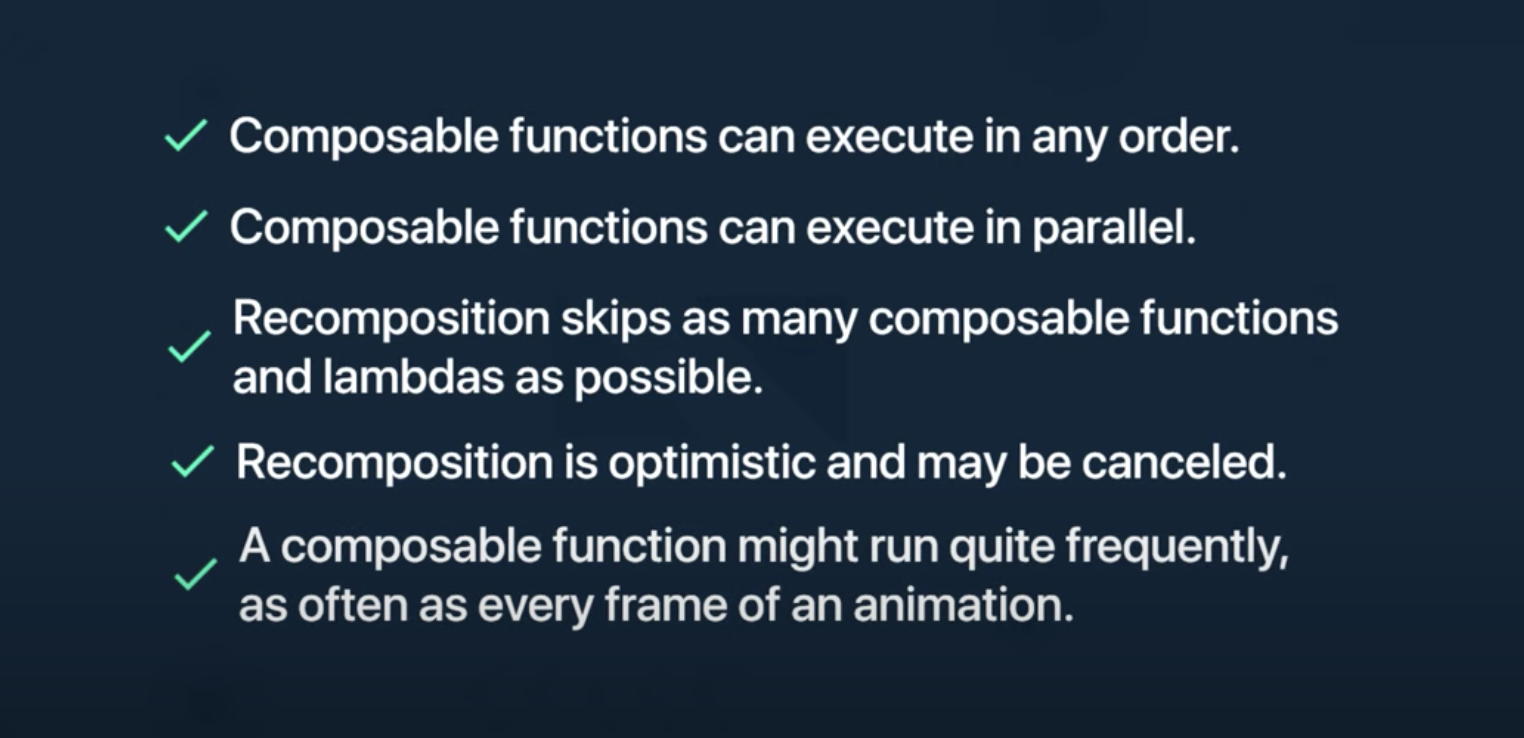 Composable functions can execute in any order.
Composable functions can execute in parallel.
Recomposition skips as many composable functions
and lambdas as possible.
Recomposition is optimistic and may be canceled.
A composable function might run quite frequently,
as often as every frame of an animation.